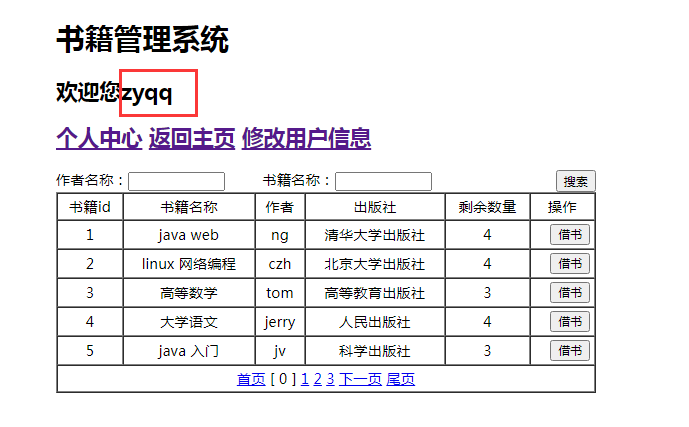 书籍管理系统
欢迎您zyqq
个人中心 返回主页 修改用户信息
作者名称： 书籍名称： 搜索
书籍id 书籍名称 作者 出版社 剩余数量 操作
1 java web ng 清华大学出版社 4 借书
2 linux 网络编程 czh 北京大学出版社 4 借书
3 高等数学 tom 高等教育出版社 3 借书
4 大学语文 jerry 人民出版社 4 借书
5 java 入门 jv 科学出版社 3 借书
首页 [ 0 ] 1 2 3 下一页 尾页